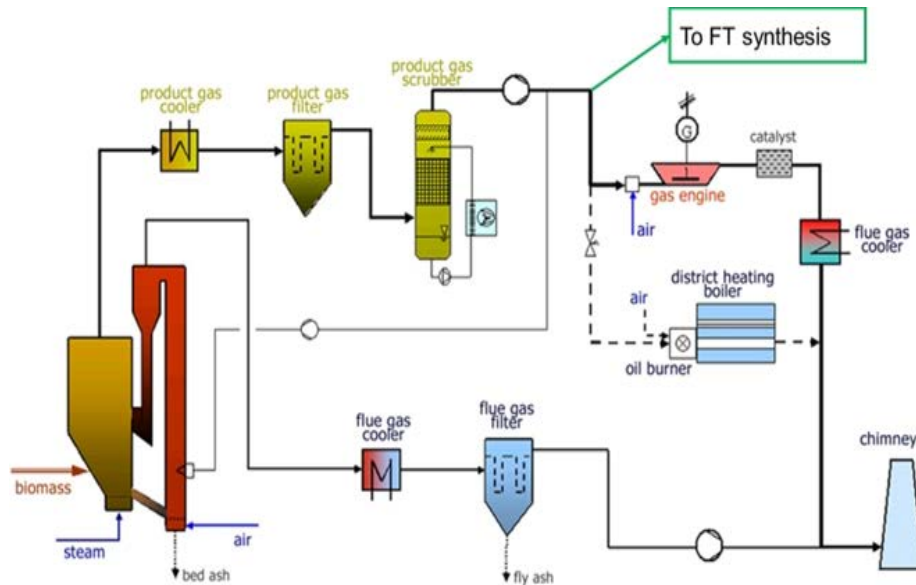 To FT synthesis
product gas
scrubber
product gas
cooler
product gas
filter
G
catalyst
gas engine
air
flue gas
cooler
district heating
boiler
air
oil burner
flue gas
cooler
flue gas
filter
chimney
biomass
steam
air
bed ash
fly ash